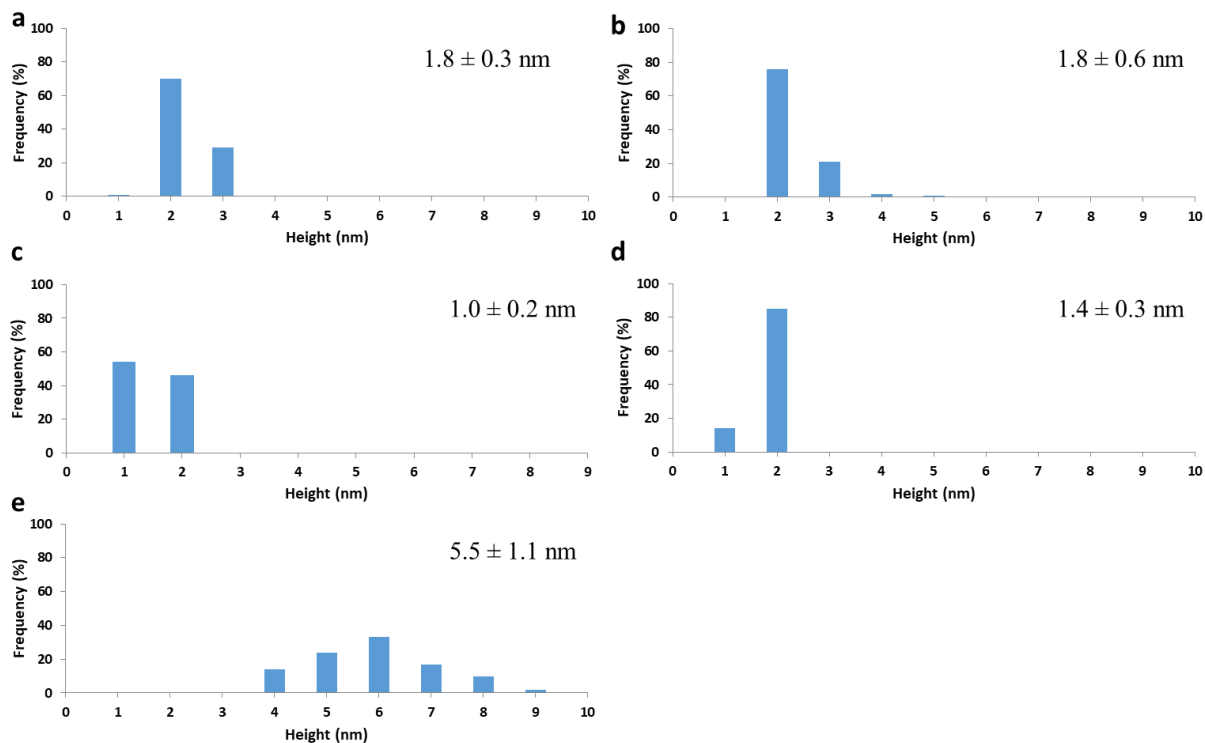 a
1.8 ± 0.3 nm
Frequency (%)
100
80
60
40
20
0
0 1 2 3 4 5 6 7 8 9 10
Height (nm)
b
1.8 ± 0.6 nm
Frequency (%)
100
80
60
40
20
0
0 1 2 3 4 5 6 7 8 9 10
Height (nm)
c
1.0 ± 0.2 nm
Frequency (%)
100
80
60
40
20
0
0 1 2 3 4 5 6 7 8 9
Height (nm)
d
1.4 ± 0.3 nm
Frequency (%)
100
80
60
40
20
0
0 1 2 3 4 5 6 7 8 9 10
Height (nm)
e
5.5 ± 1.1 nm
Frequency (%)
100
80
60
40
20
0
0 1 2 3 4 5 6 7 8 9 10
Height (nm)